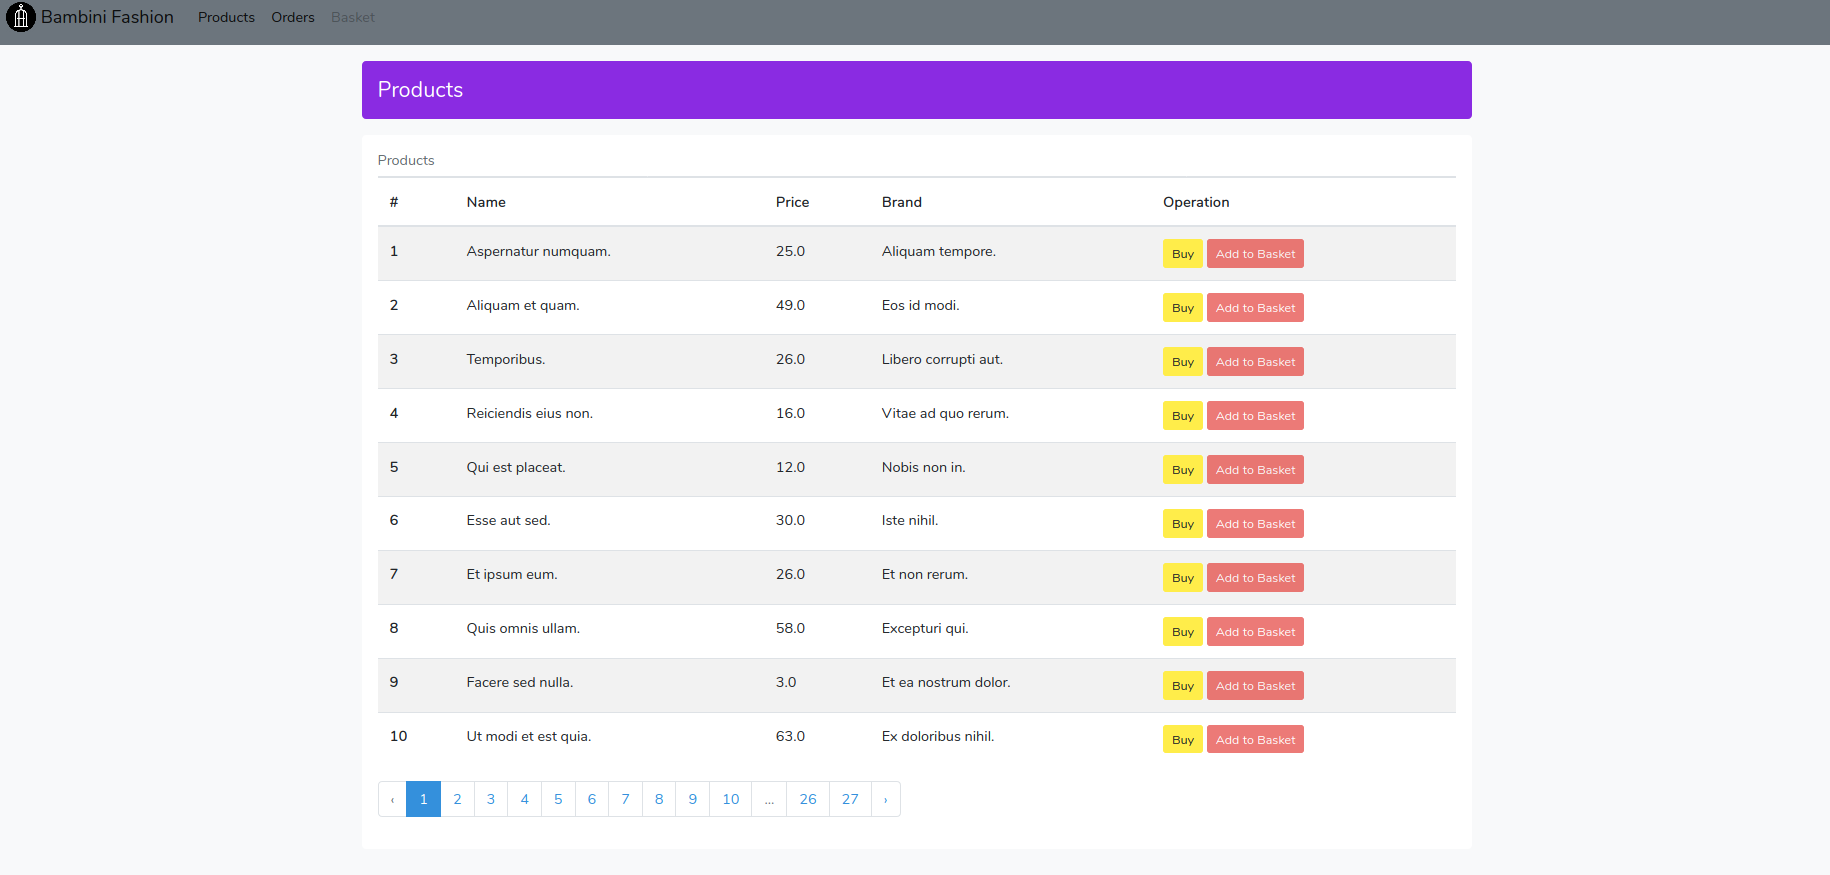 Bambini Fashion Products Orders Basket
Products
Products
# Name Price Brand Operation
1 Aspernatur numquam. 25.0 Aliquam tempore. Buy Add to Basket
2 Aliquam et quam. 49.0 Eos id modi. Buy Add to Basket
3 Temporibus. 26.0 Libero corrupti aut. Buy Add to Basket
4 Reiciendis eius non. 16.0 Vitae ad quo rerum. Buy Add to Basket
5 Qui est placeat. 12.0 Nobis non in. Buy Add to Basket
6 Esse aut sed. 30.0 Iste nihil. Buy Add to Basket
7 Et ipsum eum. 26.0 Et non rerum. Buy Add to Basket
8 Quis omnis ullam. 58.0 Excepturi qui. Buy Add to Basket
9 Facere sed nulla. 3.0 Et ea nostrum dolor. Buy Add to Basket
10 Ut modi et est quia. 63.0 Ex doloribus nihil. Buy Add to Basket
‹ 1 2 3 4 5 6 7 8 9 10 ... 26 27 ›